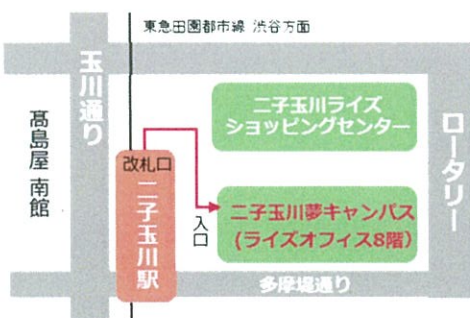 東急田園都市線 渋谷方面
玉川通り
髙島屋 南館
改札口
二子玉川駅
入口
二子玉川ライズ
ショッピングセンター
二子玉川夢キャンパス
(ライズオフィス8階)
ロータリー
多摩堤通り